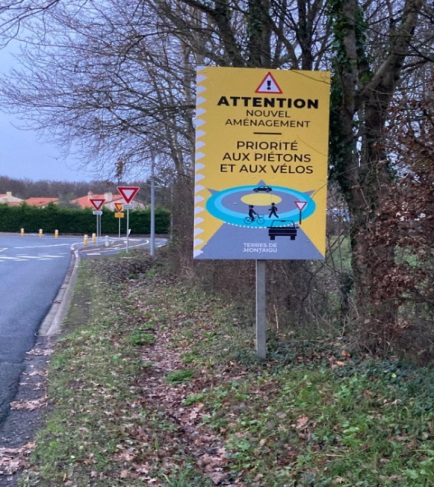 ATTENTION
NOUVEL
AMÉNAGEMENT
PRIORITÉ
AUX PIÉTONS
ET AUX VÉLOS
TERRES DE
MONTAIGU